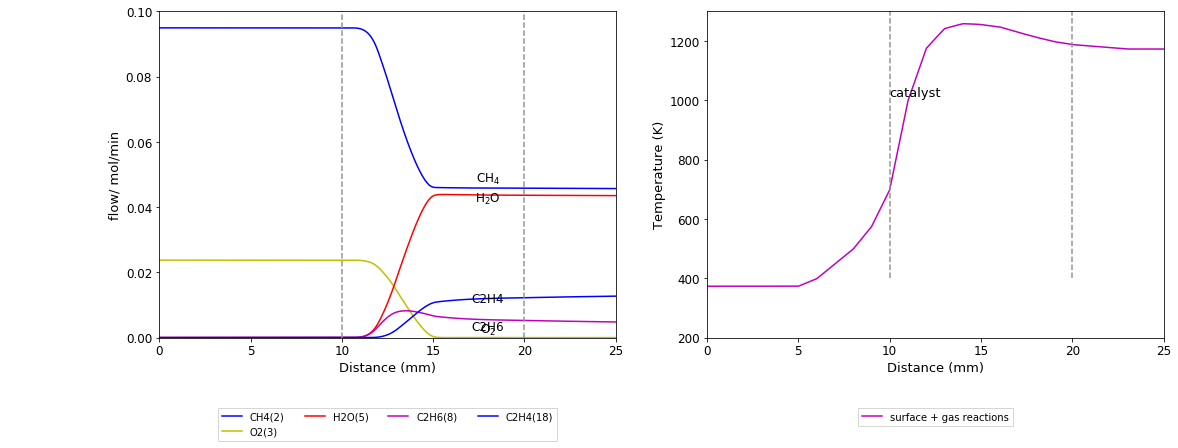 0.10
0.08
0.06
0.04
0.02
0.00
flow/ mol/min
CH₄
H₂O
C2H4
C2H6
O₂
0 5 10 15 20 25
Distance (mm)
CH4(2) H2O(5) C2H6(8) C2H4(18)
O2(3)
1200
1000
800
600
400
200
Temperature (K)
catalyst
0 5 10 15 20 25
Distance (mm)
surface + gas reactions